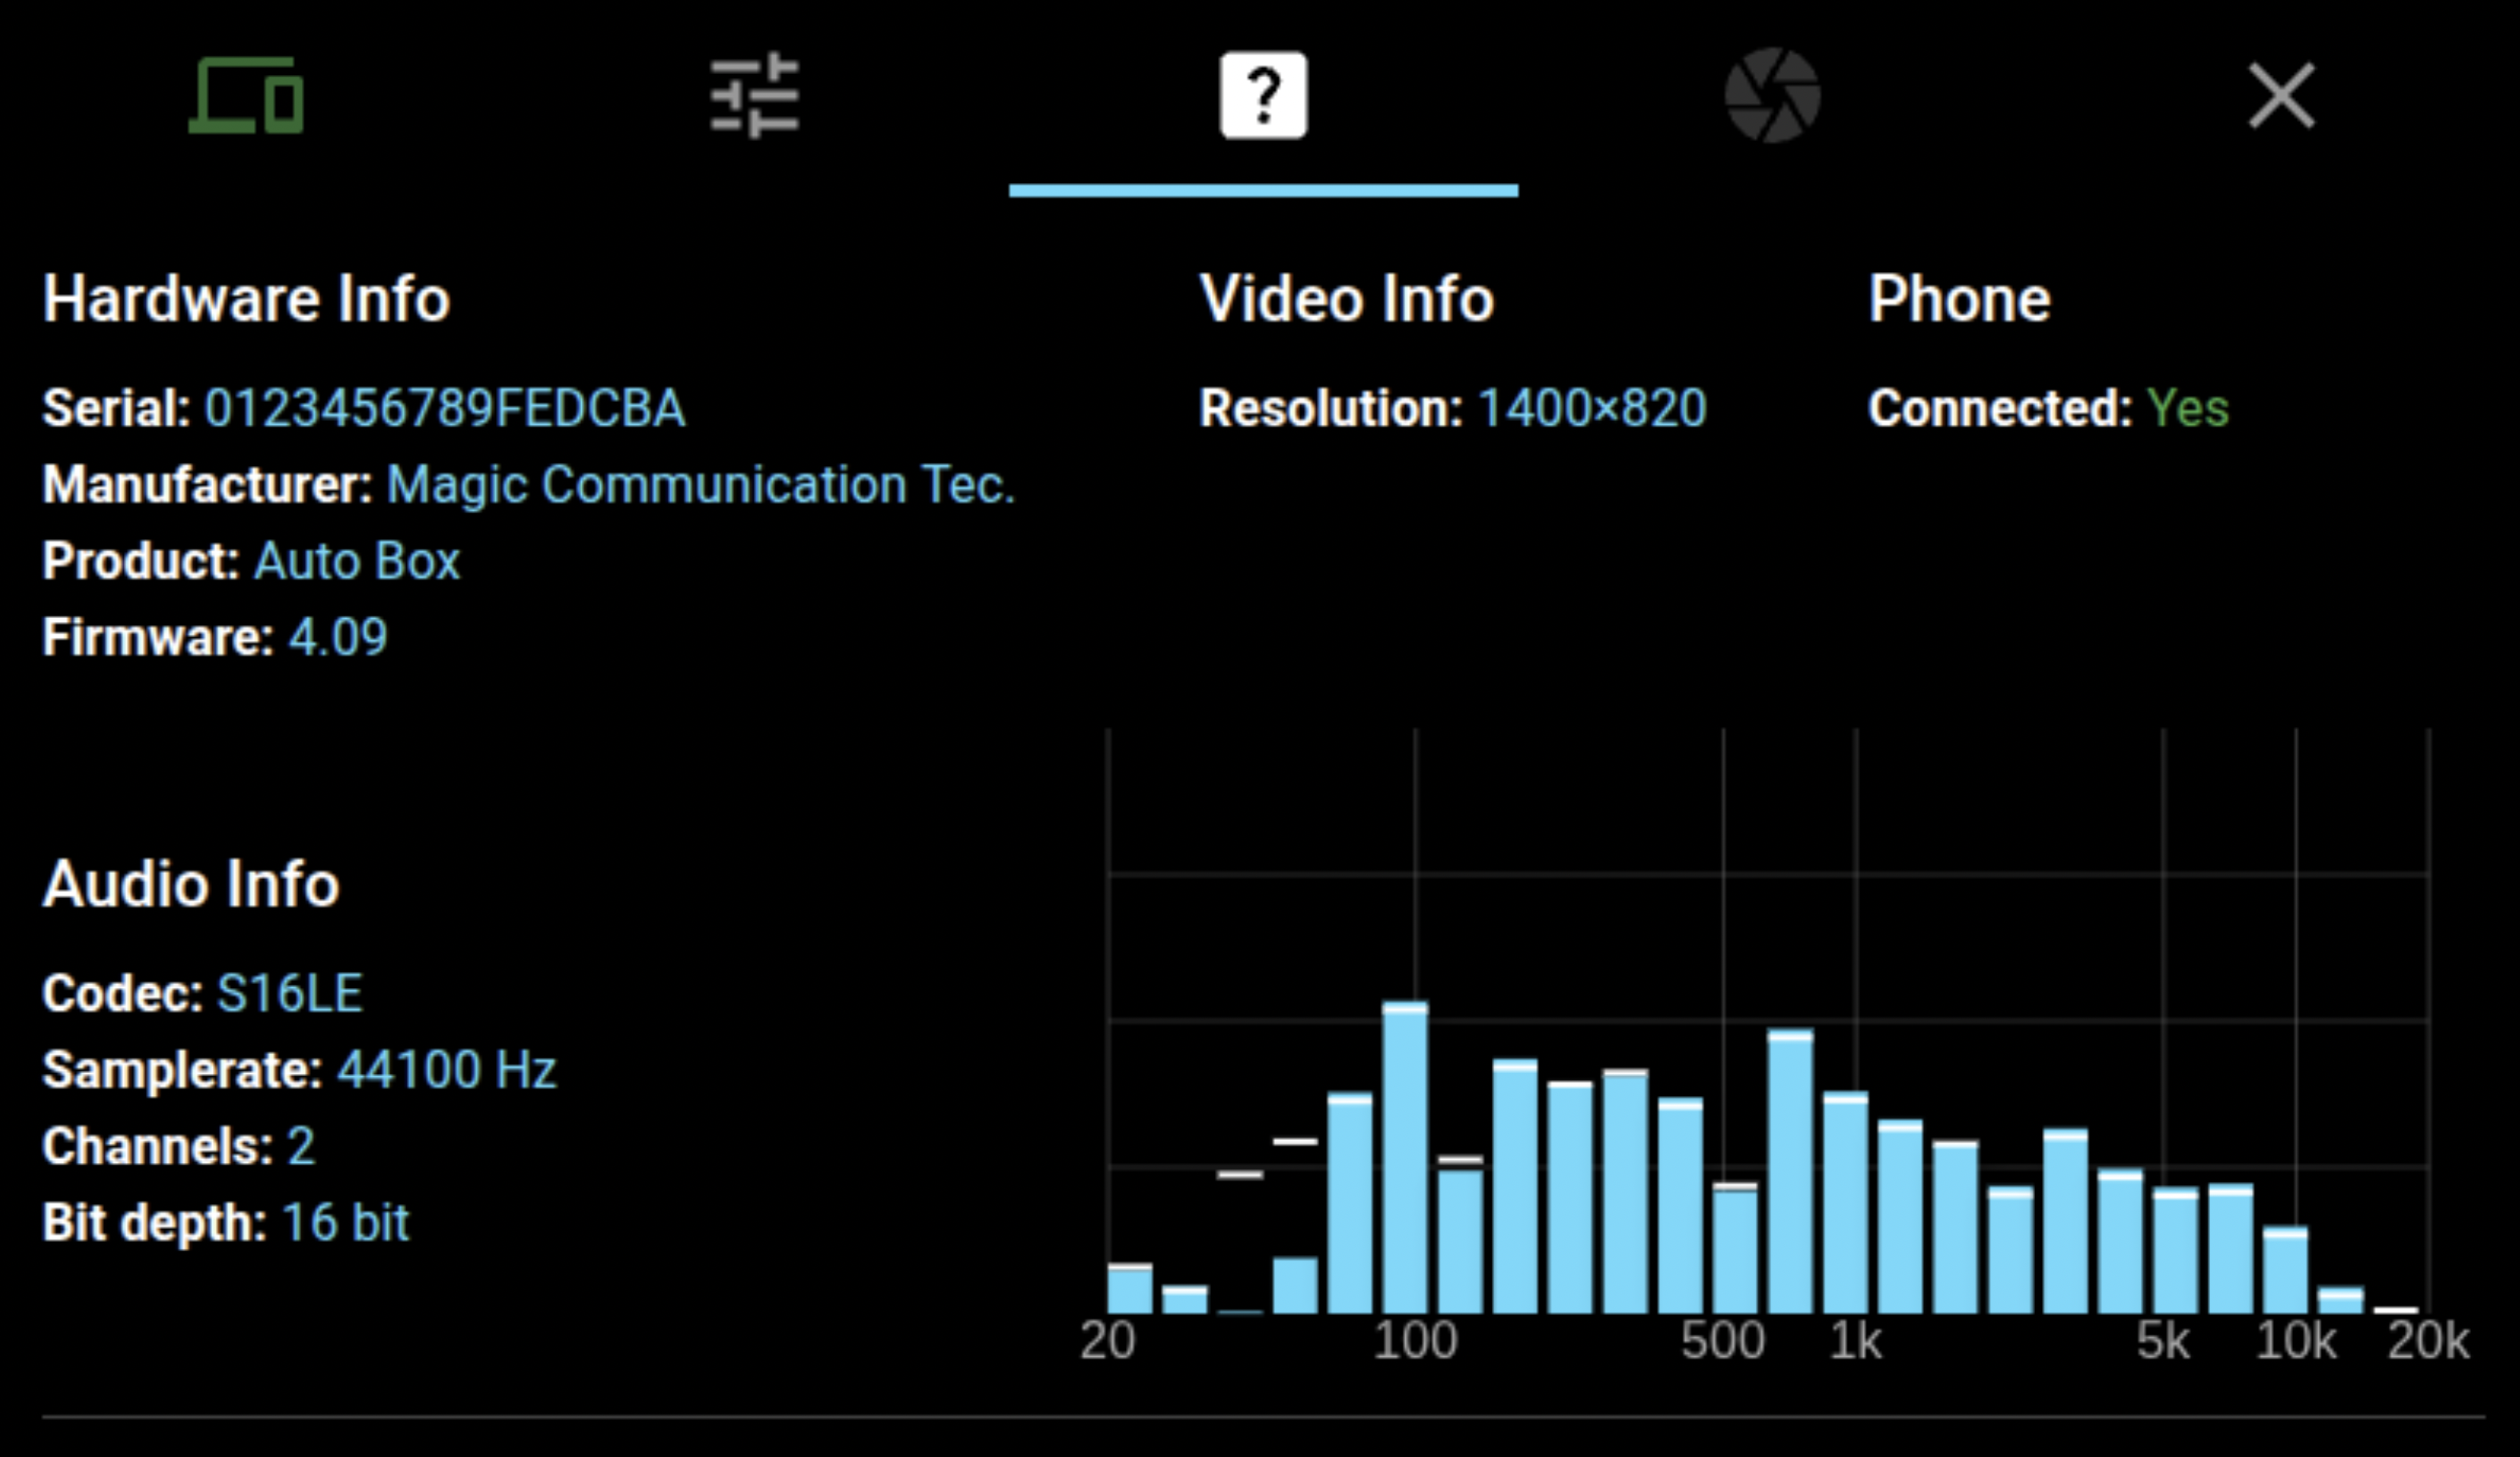 ?
Hardware Info
Serial: 0123456789FEDCBA
Manufacturer: Magic Communication Tec.
Product: Auto Box
Firmware: 4.09
Video Info
Resolution: 1400×820
Phone
Connected: Yes
Audio Info
Codec: S16LE
Samplerate: 44100 Hz
Channels: 2
Bit depth: 16 bit
20 100 500 1k 5k 10k 20k